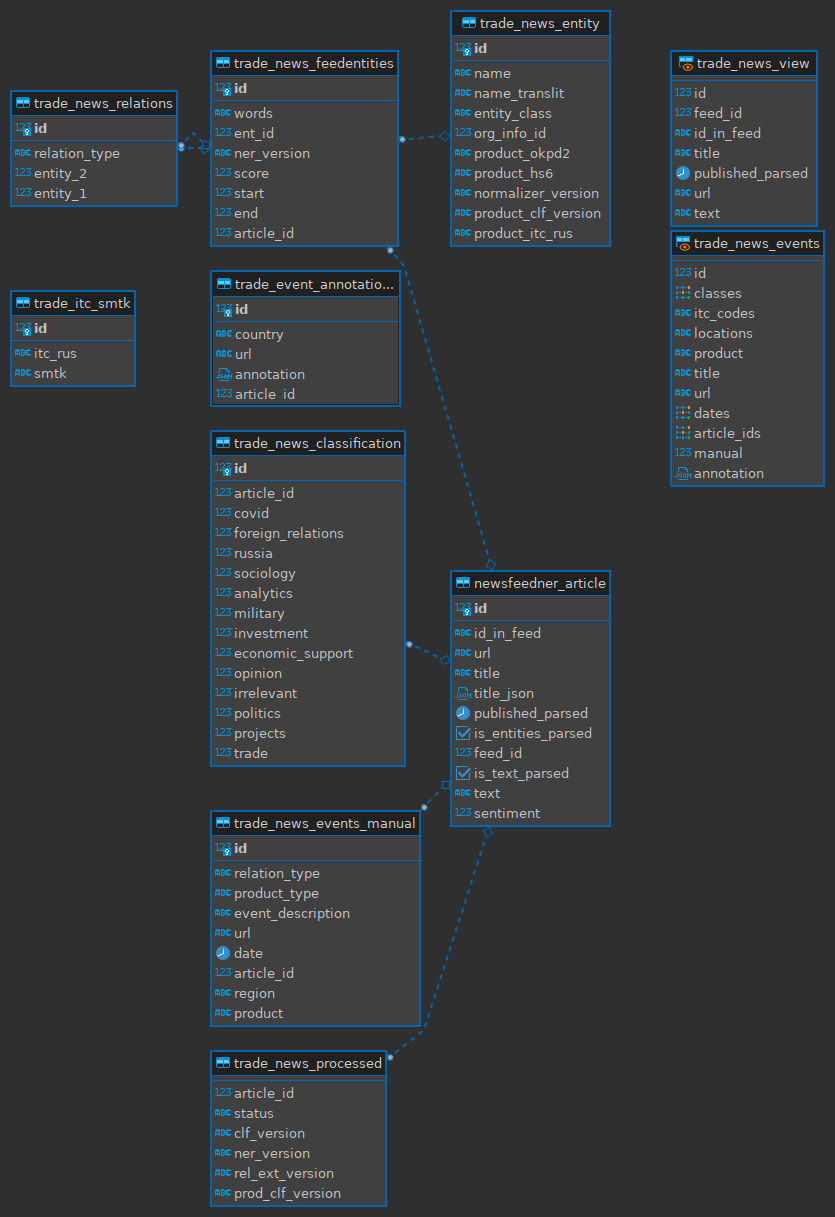 trade_news_relations
id
relation_type
entity_2
entity_1
trade_itc_smtk
id
itc_rus
smtk
trade_news_feedentities
id
words
ent_id
ner_version
score
start
end
article_id
trade_event_annotatio...
id
country
url
annotation
article_id
trade_news_classification
id
article_id
covid
foreign_relations
russia
sociology
analytics
military
investment
economic_support
opinion
irrelevant
politics
projects
trade
trade_news_events_manual
id
relation_type
product_type
event_description
url
date
article_id
region
product
trade_news_processed
article_id
status
clf_version
ner_version
rel_ext_version
prod_clf_version
trade_news_entity
id
name
name_translit
entity_class
org_info_id
product_okpd2
product_hs6
normalizer_version
product_clf_version
product_itc_rus
newsfeedner_article
id
id_in_feed
url
title
title_json
published_parsed
is_entities_parsed
feed_id
is_text_parsed
text
sentiment
trade_news_view
id
feed_id
id_in_feed
title
published_parsed
url
text
trade_news_events
id
classes
itc_codes
locations
product
title
url
dates
article_ids
manual
annotation